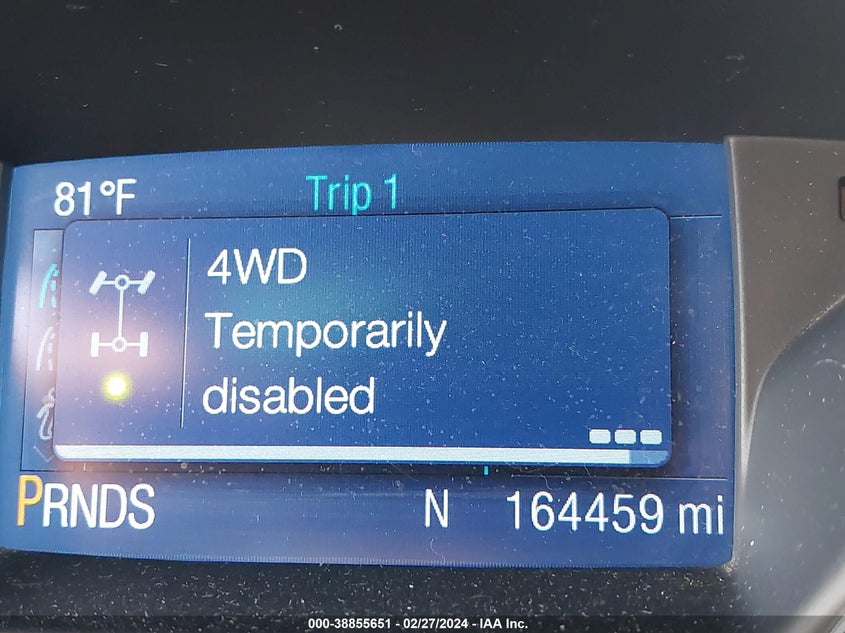 81°F
Trip 1
4WD
Temporarily
disabled
PRNDS
N
164459 mi
000-38855651 - 02/27/2024 - IAA Inc.